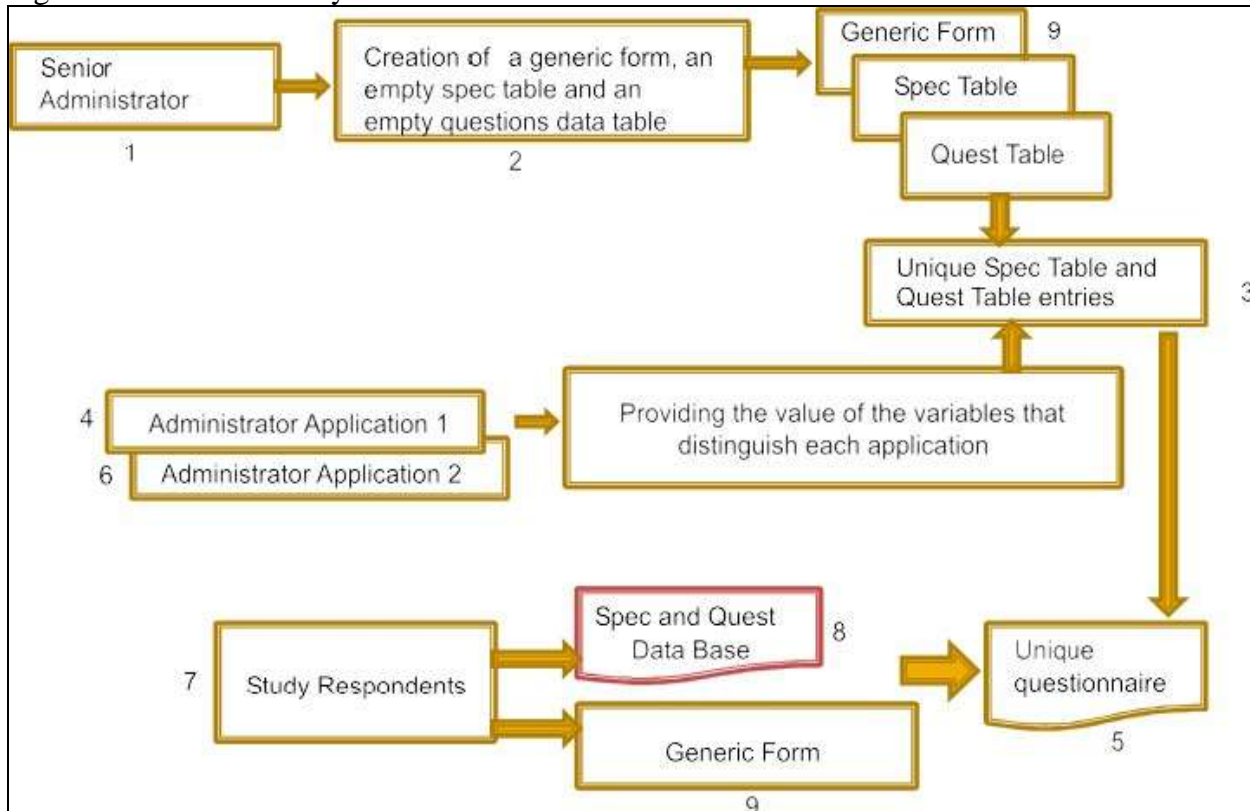 Senior
Administrator
1
Creation of a generic form, an
empty spec table and an
empty questions data table
2
Generic Form
9
Spec Table
Quest Table
Unique Spec Table and
Quest Table entries
3
4
Administrator Application 1
6
Administrator Application 2
Providing the value of the variables that
distinguish each application
7
Study Respondents
Spec and Quest
Data Base
8
Generic Form
9
Unique
questionnaire
5